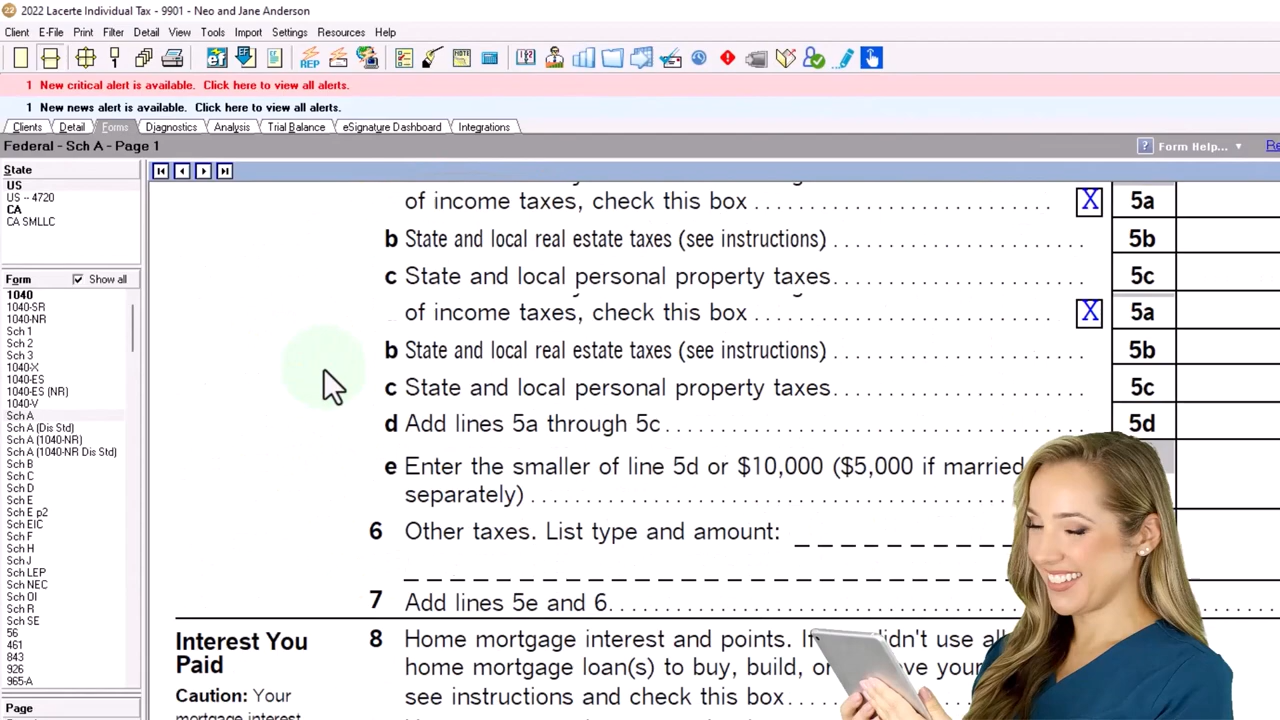 22 2022 Lacerte Individual Tax - 9901 - Neo and Jane Anderson
Client E-File Print Filter Detail View Tools Import Settings Resources Help
1 New critical alert is available. Click here to view all alerts.
1 New news alert is available. Click here to view all alerts.
Clients Detail Forms Diagnostics Analysis Trial Balance eSignature Dashboard Integrations
Federal - Sch A - Page 1
? Form Help... Re
State
US
US -- 4720
CA
CA SMLLC
Form Show all
1040
1040-SR
1040-NR
Sch 1
Sch 2
Sch 3
1040-X
1040-ES
1040-ES (NR)
1040-V
Sch A
Sch A (Dis Std)
Sch A (1040-NR)
Sch A (1040-NR Dis Std)
Sch B
Sch C
Sch D
Sch E
Sch E p2
Sch EIC
Sch F
Sch H
Sch J
Sch LEP
Sch NEC
Sch OI
Sch R
Sch SE
56
461
843
926
965-A
Page
of income taxes, check this box X 5a
b State and local real estate taxes (see instructions) 5b
c State and local personal property taxes 5c
of income taxes, check this box X 5a
b State and local real estate taxes (see instructions) 5b
c State and local personal property taxes 5c
d Add lines 5a through 5c 5d
e Enter the smaller of line 5d or $10,000 ($5,000 if married
separately)
6 Other taxes. List type and amount:
7 Add lines 5e and 6
Interest You
Paid
Caution: Your
mortgage interest
8 Home mortgage interest and points. If didn't use all
home mortgage loan(s) to buy, build, or your
see instructions and check this box